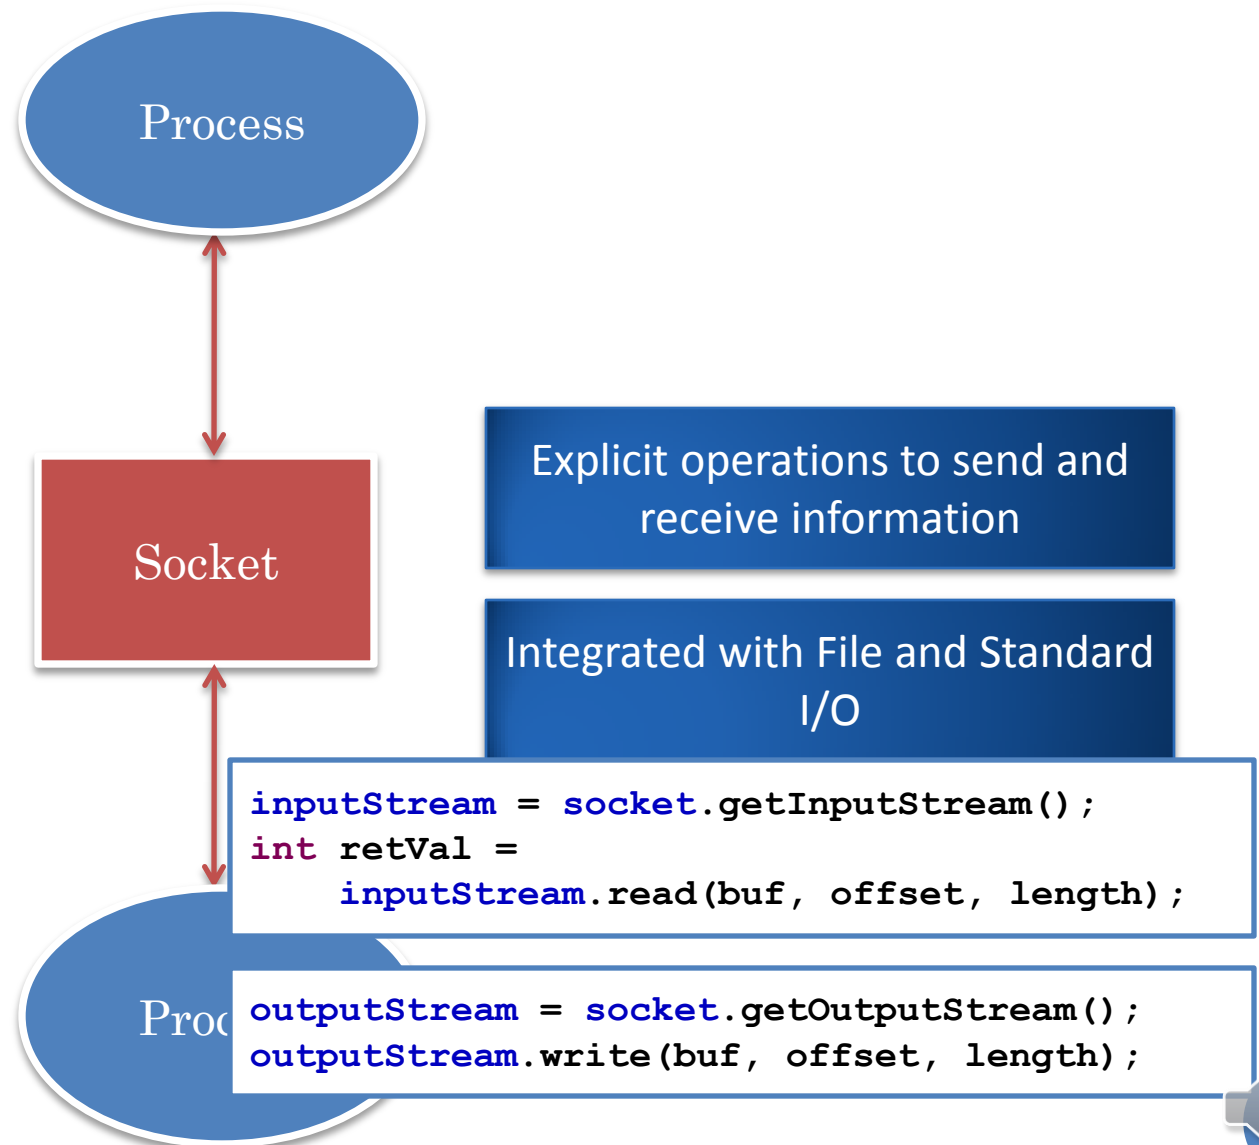 Process
Explicit operations to send and
receive information
Socket
Integrated with File and Standard
I/O
inputStream = socket.getInputStream();
int retVal =
inputStream.read(buf, offset, length);
outputStream = socket.getOutputStream();
outputStream.write(buf, offset, length);